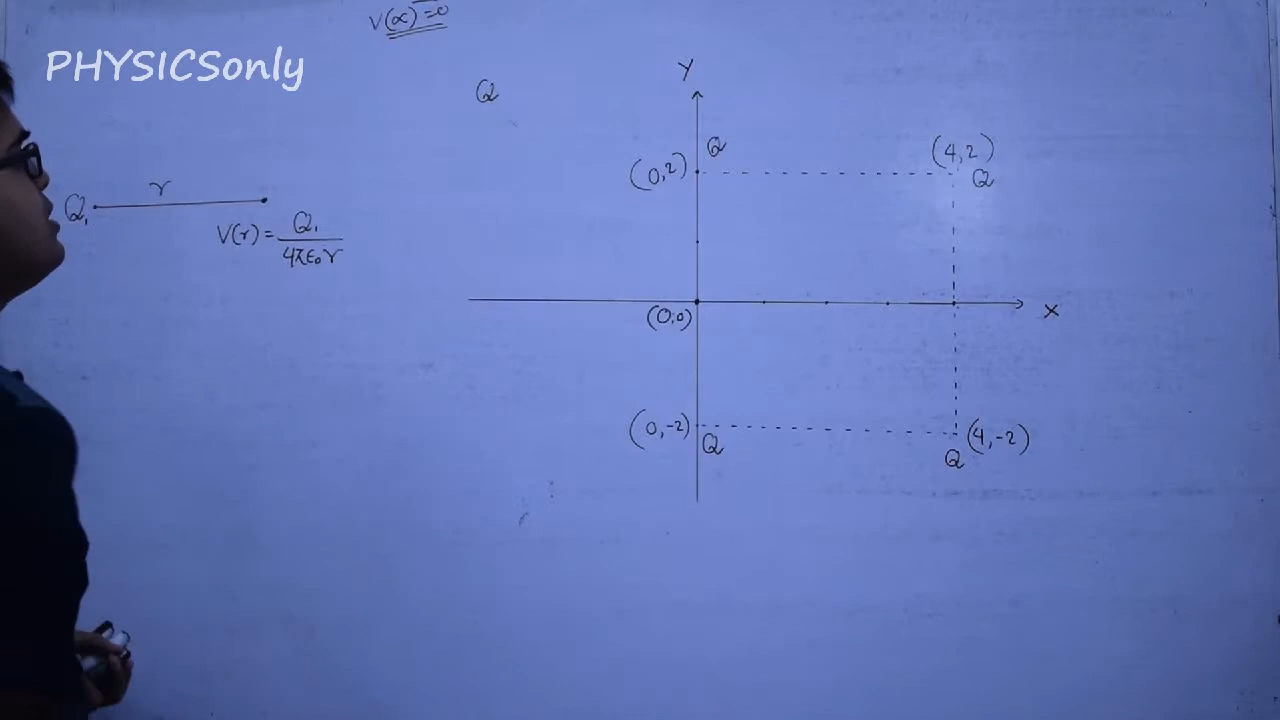 V(∞) = 0
PHYSICSonly
Q
Y
Q
(0,2)
(4,2)
Q
r
Q₁
V(r) = Q₁/4πε₀r
(0,0)
X
(0,-2)
Q
(4,-2)
Q